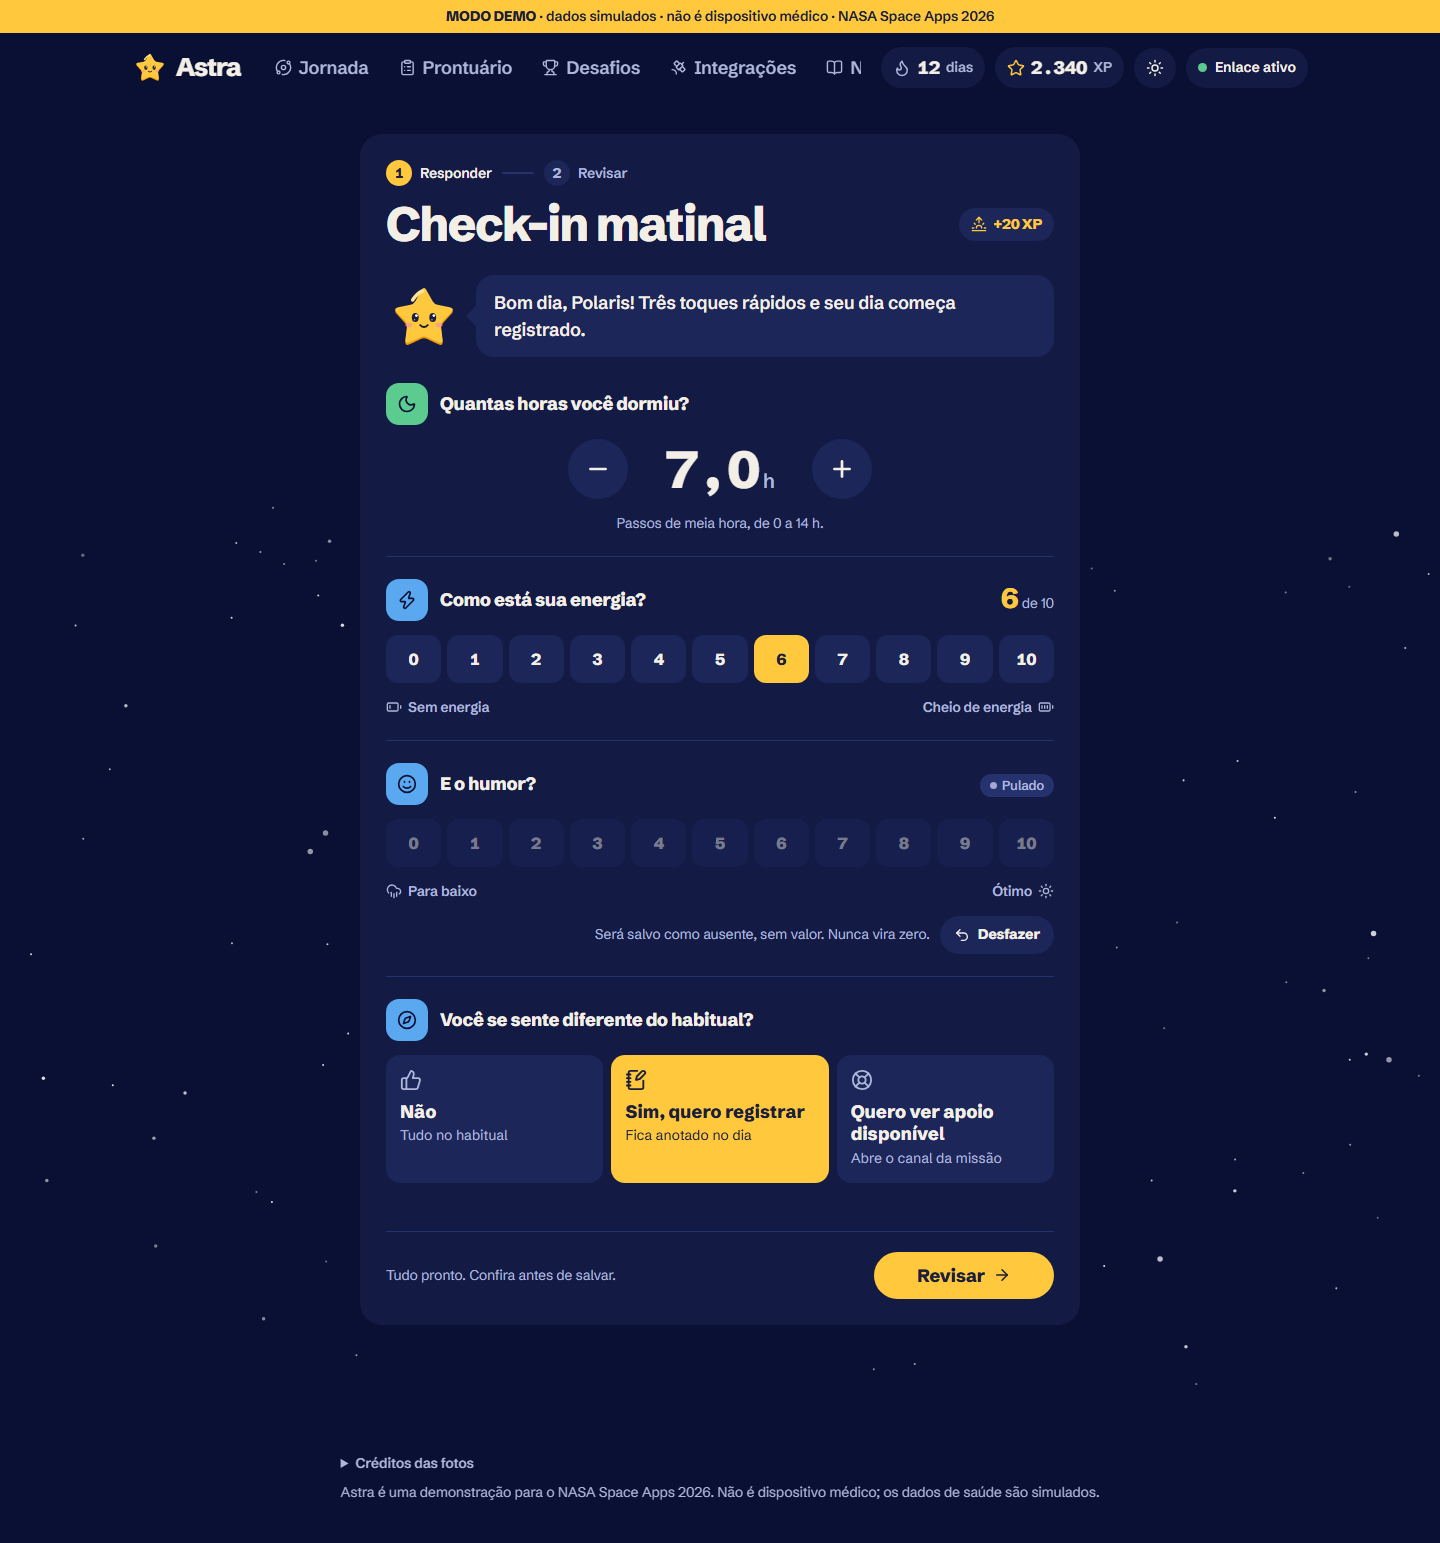 MODO DEMO · dados simulados · não é dispositivo médico · NASA Space Apps 2026
Astra
Jornada
Prontuário
Desafios
Integrações
N
12 dias
2.340 XP
Enlace ativo
1 Responder
2 Revisar
Check-in matinal
+20 XP
Bom dia, Polaris! Três toques rápidos e seu dia começa
registrado.
Quantas horas você dormiu?
7,0 h
Passos de meia hora, de 0 a 14 h.
Como está sua energia?
6 de 10
0 1 2 3 4 5 6 7 8 9 10
Sem energia
Cheio de energia
E o humor?
Pulado
0 1 2 3 4 5 6 7 8 9 10
Para baixo
Ótimo
Será salvo como ausente, sem valor. Nunca vira zero.
Desfazer
Você se sente diferente do habitual?
Não
Tudo no habitual
Sim, quero registrar
Fica anotado no dia
Quero ver apoio
disponível
Abre o canal da missão
Tudo pronto. Confira antes de salvar.
Revisar
Créditos das fotos
Astra é uma demonstração para o NASA Space Apps 2026. Não é dispositivo médico; os dados de saúde são simulados.